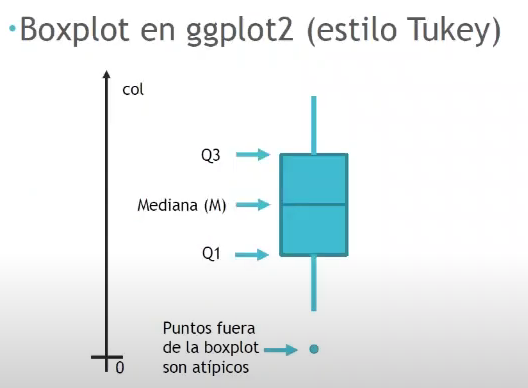 •Boxplot en ggplot2 (estilo Tukey)
col
Q3
Mediana (M)
Q1
Puntos fuera
de la boxplot
son atípicos
0